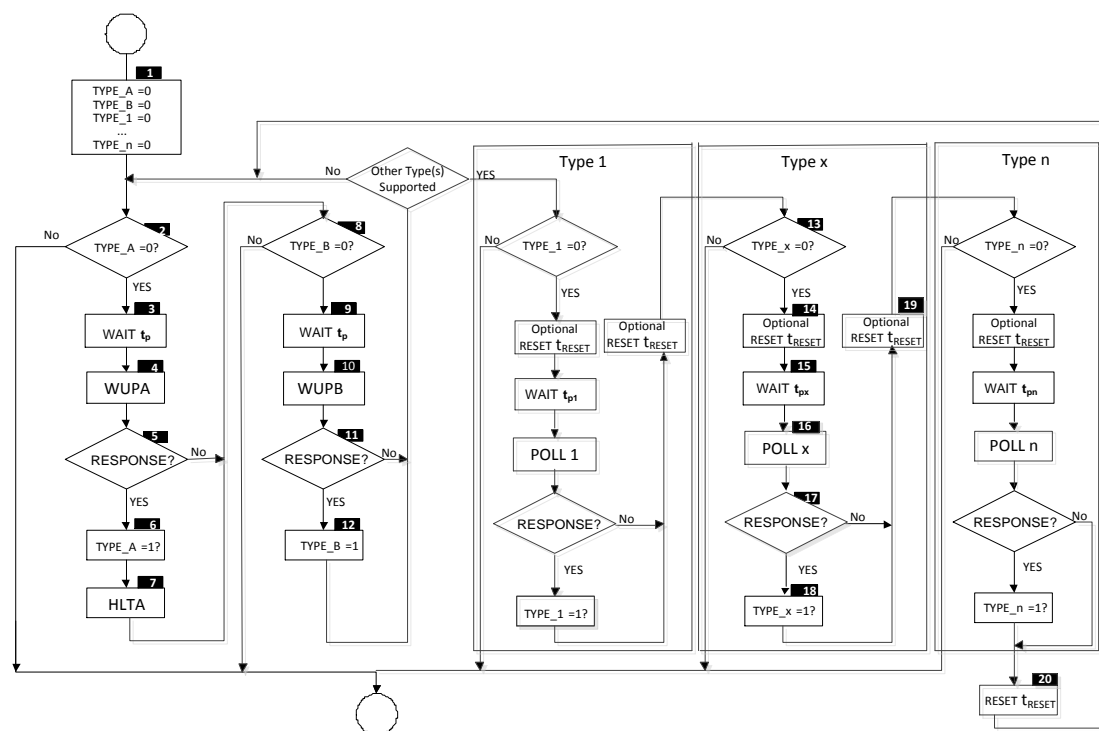 1
TYPE_A =0
TYPE_B =0
TYPE_1 =0
...
TYPE_n =0
2
TYPE_A =0?
No
YES
3
WAIT tp
4
WUPA
5
RESPONSE?
No
YES
6
TYPE_A =1?
7
HLTA
8
TYPE_B =0?
No
YES
9
WAIT tp
10
WUPB
11
RESPONSE?
No
YES
12
TYPE_B =1
Other Type(s)
Supported
No
YES
Type 1
TYPE_1 =0?
No
YES
Optional
RESET tRESET
WAIT tp1
POLL 1
RESPONSE?
No
YES
TYPE_1 =1?
Optional
RESET tRESET
Type x
13
TYPE_x =0?
No
YES
14
Optional
RESET tRESET
15
WAIT tpx
16
POLL x
17
RESPONSE?
No
YES
18
TYPE_x =1?
19
Optional
RESET tRESET
Type n
TYPE_n =0?
No
YES
Optional
RESET tRESET
WAIT tpn
POLL n
RESPONSE?
No
YES
TYPE_n =1?
20
RESET tRESET